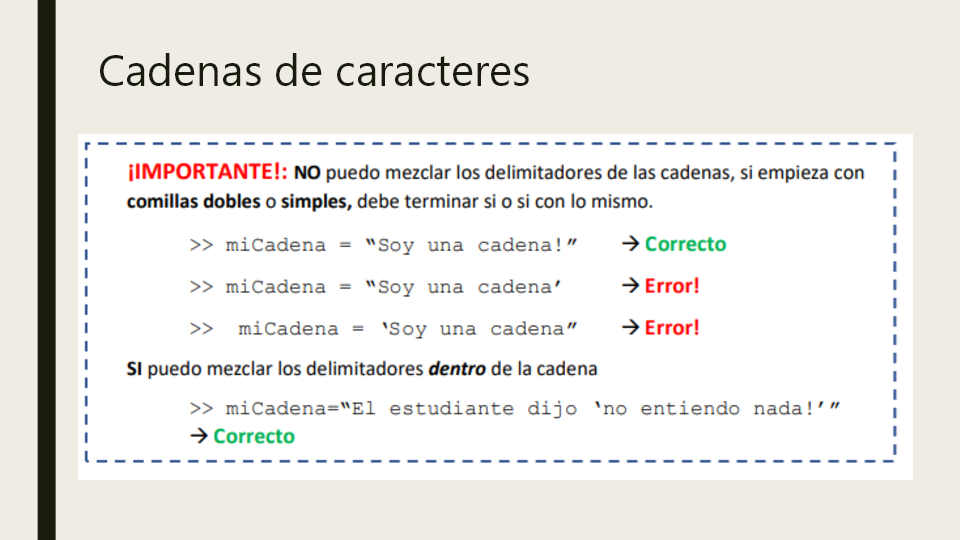 Cadenas de caracteres
¡IMPORTANTE!: NO puedo mezclar los delimitadores de las cadenas, si empieza con
comillas dobles o simples, debe terminar si o si con lo mismo.
>> miCadena = “Soy una cadena!” → Correcto
>> miCadena = “Soy una cadena’ → Error!
>> miCadena = ‘Soy una cadena” → Error!
SI puedo mezclar los delimitadores dentro de la cadena
>> miCadena=“El estudiante dijo ‘no entiendo nada!’”
→ Correcto